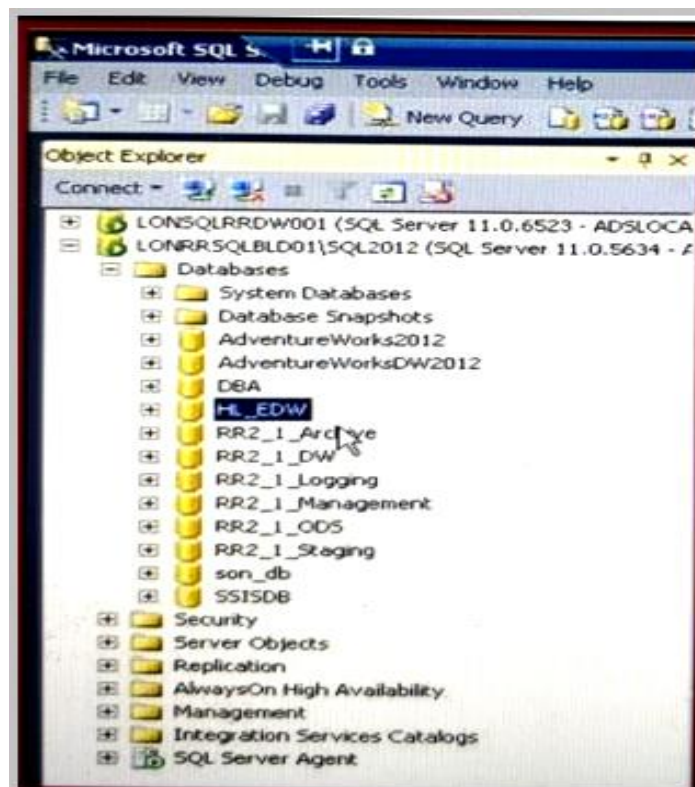 Microsoft SQL S
File Edit View Debug Tools Window Help
New Query
Object Explorer
Connect
LONSQLRRDW001 (SQL Server 11.0.6523 - ADSLOCA
LONRRSQLBLD01\SQL2012 (SQL Server 11.0.5634 - A
Databases
System Databases
Database Snapshots
AdventureWorks2012
AdventureWorksDW2012
DBA
HL_EDW
RR2_1_Archive
RR2_1_DW
RR2_1_Logging
RR2_1_Management
RR2_1_ODS
RR2_1_Staging
son_db
SSISDB
Security
Server Objects
Replication
AlwaysOn High Availability
Management
Integration Services Catalogs
SQL Server Agent